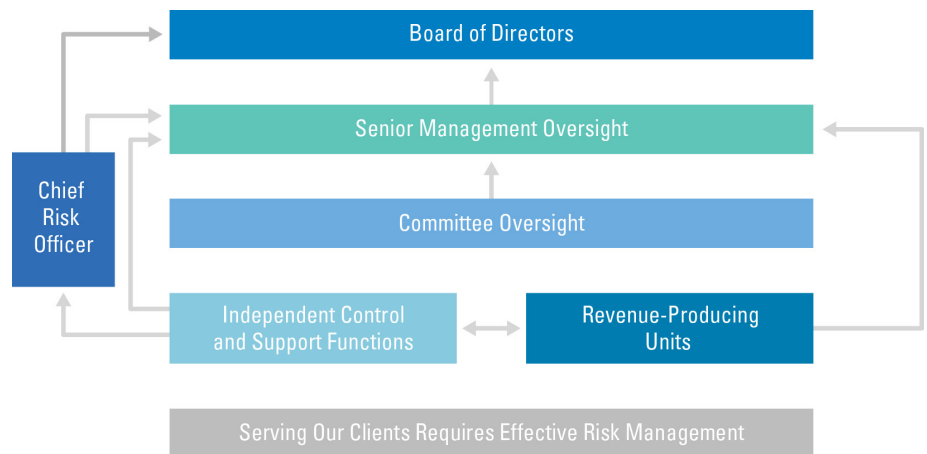 Board of Directors
Senior Management Oversight
Chief
Risk
Officer
Committee Oversight
Independent Control
and Support Functions
Revenue-Producing
Units
Serving Our Clients Requires Effective Risk Management